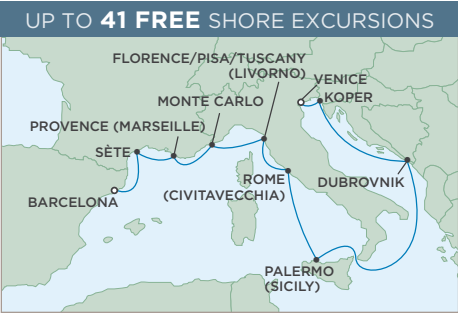 UP TO 41 FREE SHORE EXCURSIONS
FLORENCE/PISA/TUSCANY
(LIVORNO)
VENICE
KOPER
MONTE CARLO
PROVENCE (MARSEILLE)
SÈTE
BARCELONA
ROME
(CIVITAVECCHIA)
DUBROVNIK
PALERMO
(SICILY)